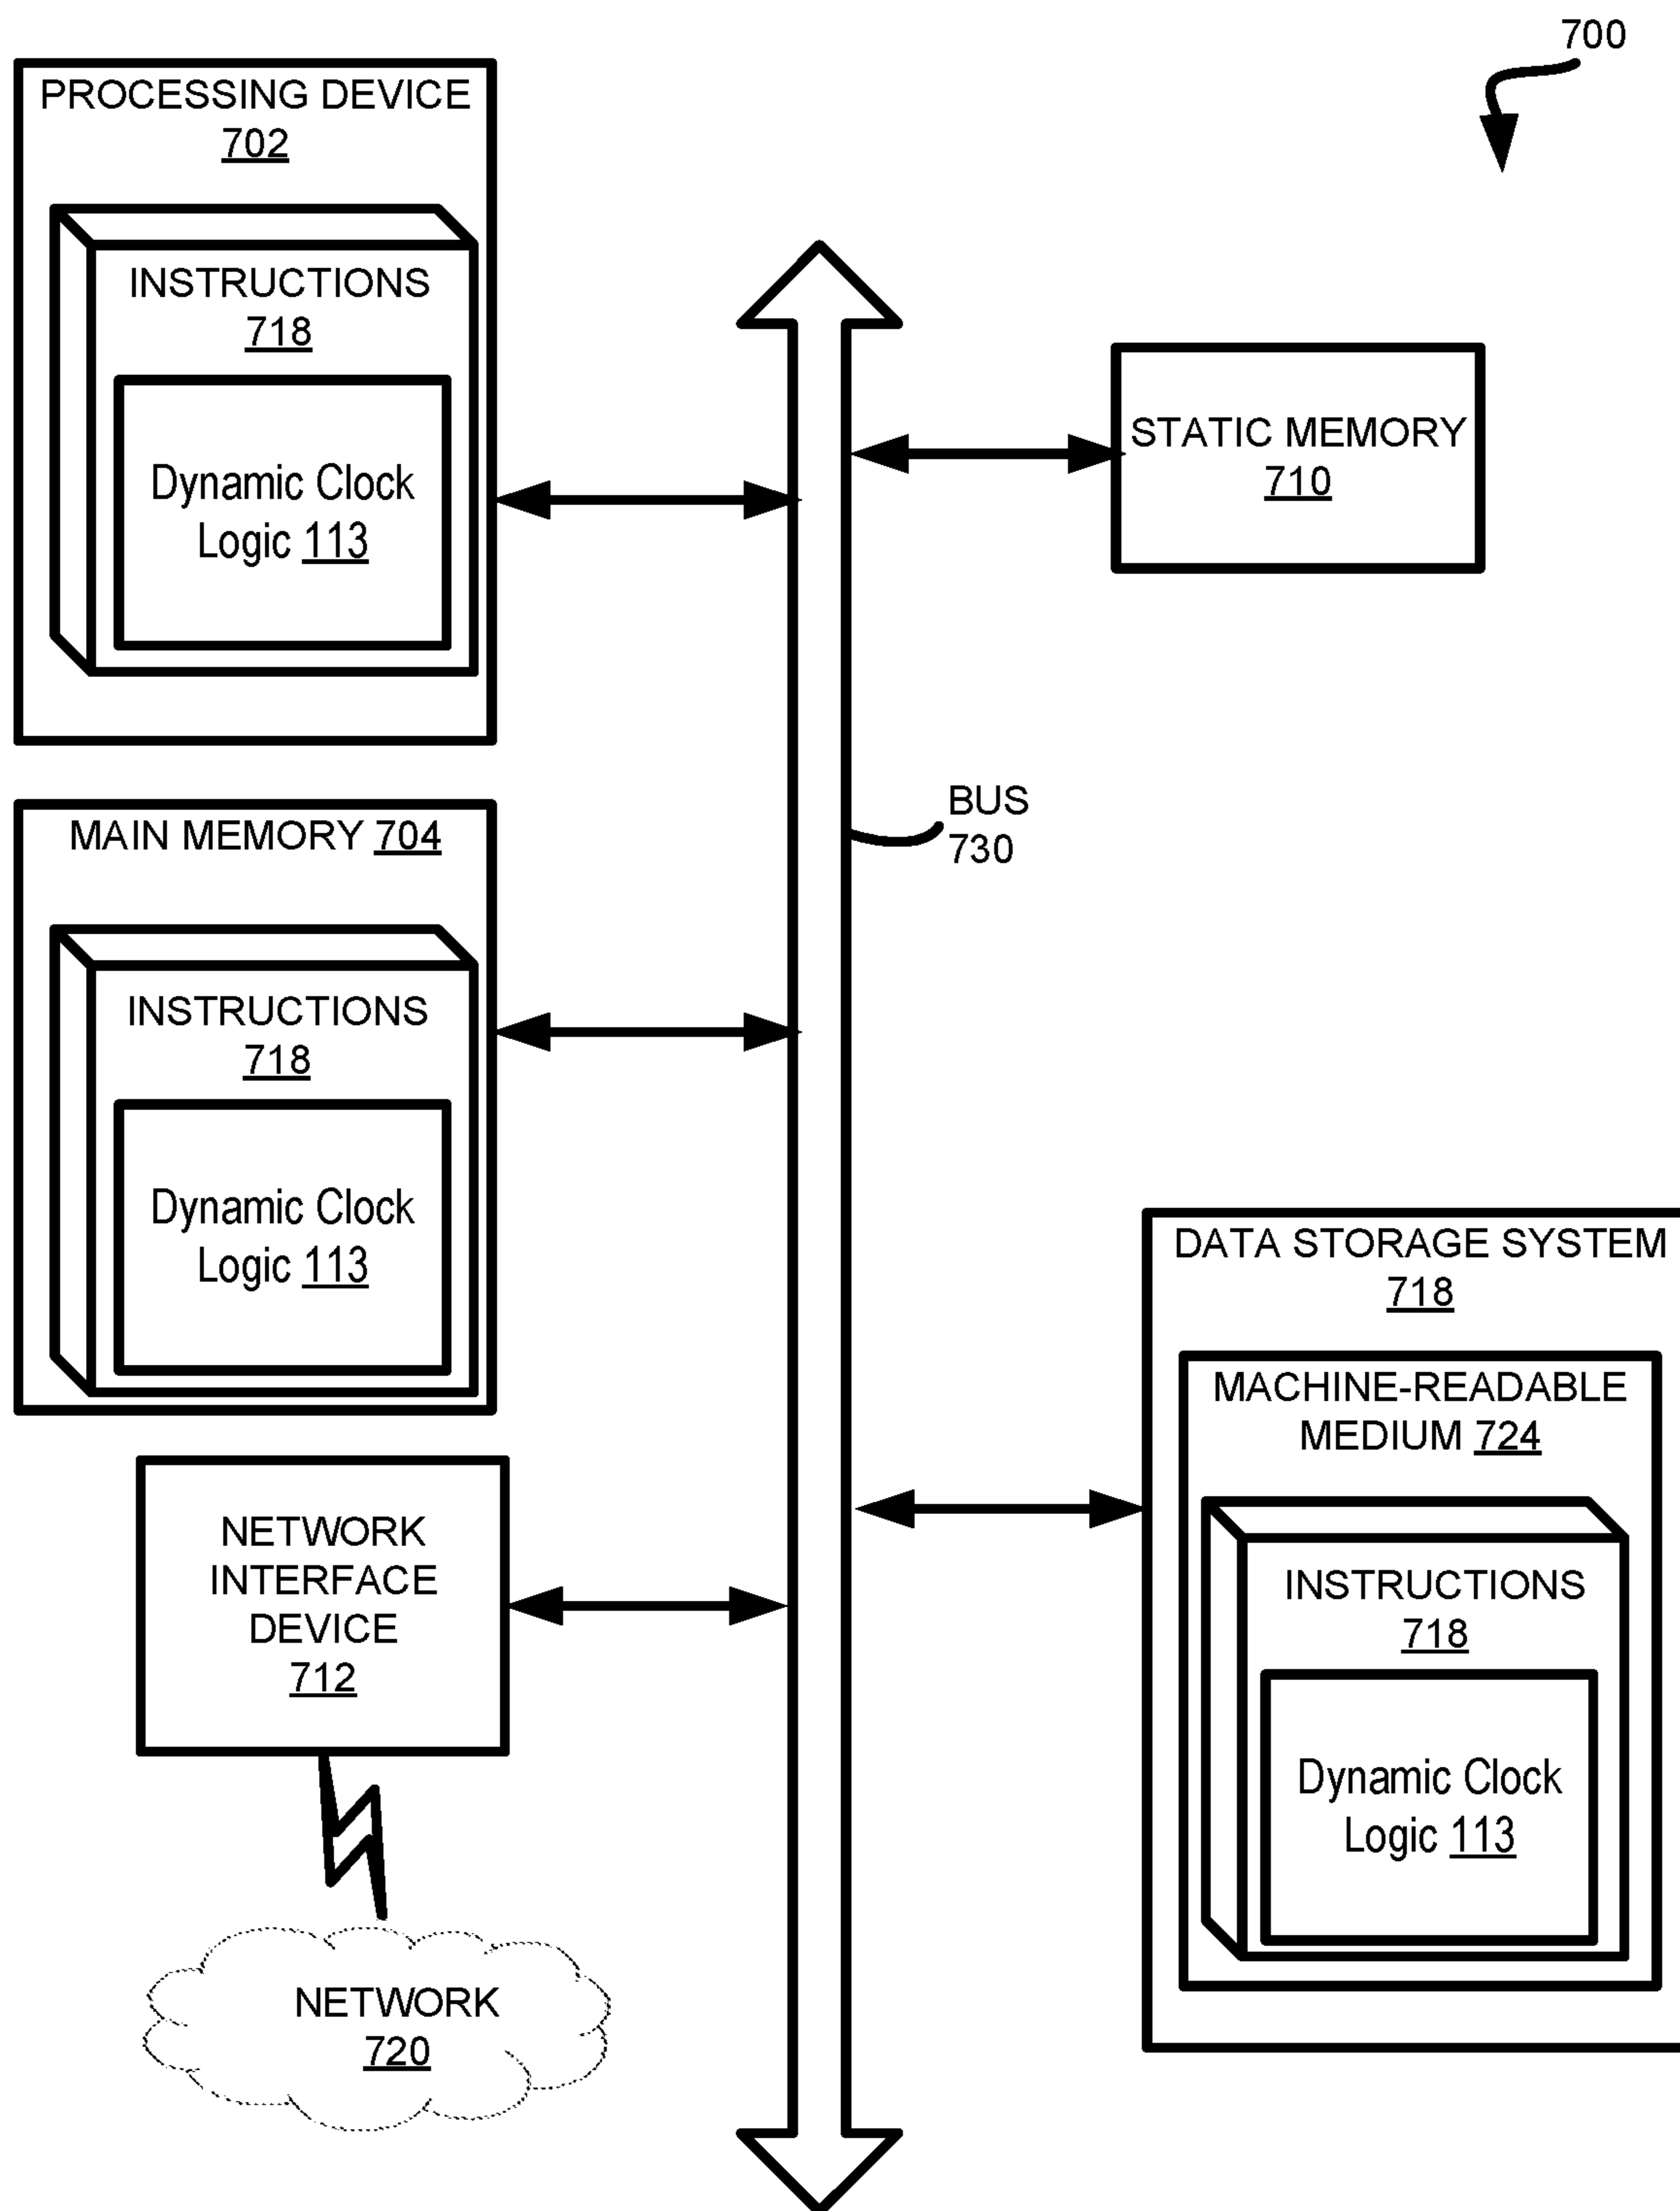 700
PROCESSING DEVICE
702
INSTRUCTIONS
718
Dynamic Clock
Logic 113
STATIC MEMORY
710
BUS
730
MAIN MEMORY 704
INSTRUCTIONS
718
Dynamic Clock
Logic 113
DATA STORAGE SYSTEM
718
MACHINE-READABLE
MEDIUM 724
INSTRUCTIONS
718
Dynamic Clock
Logic 113
NETWORK
INTERFACE
DEVICE
712
NETWORK
720